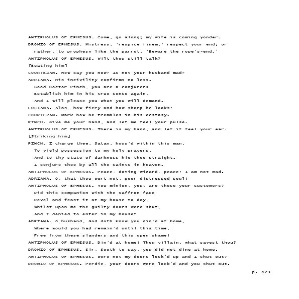 ANTIPHOLUS OF EPHESUS. Come, go along; my wife is coming yonder.
DROMIO OF EPHESUS. Mistress, 'respice finem,' respect your end; or
rather, to prophesy like the parrot, 'Beware the rope's-end.'
ANTIPHOLUS OF EPHESUS. Wilt thou still talk?
[Beating him]
COURTEZAN. How say you now? Is not your husband mad?
ADRIANA. His incivility confirms no less.
Good Doctor Pinch, you are a conjurer:
Establish him in his true sense again,
And I will please you what you will demand.
LUCIANA. Alas, how fiery and how sharp he looks!
COURTEZAN. Mark how he trembles in his ecstasy.
PINCH. Give me your hand, and let me feel your pulse.
ANTIPHOLUS OF EPHESUS. There is my hand, and let it feel your ear.
[Striking him]
PINCH. I charge thee, Satan, hous'd within this man,
To yield possession to my holy prayers,
And to thy state of darkness hie thee straight.
I conjure thee by all the saints in heaven.
ANTIPHOLUS OF EPHESUS. Peace, doting wizard, peace! I am not mad.
ADRIANA. O, that thou wert not, poor distressed soul!
ANTIPHOLUS OF EPHESUS. You minion, you, are these your customers?
Did this companion with the saffron face
Revel and feast it at my house to-day,
Whilst upon me the guilty doors were shut,
And I denied to enter in my house?
ADRIANA. O husband, God doth know you din'd at home,
Where would you had remain'd until this time,
Free from these slanders and this open shame!
ANTIPHOLUS OF EPHESUS. Din'd at home! Thou villain, what sayest thou?
DROMIO OF EPHESUS. Sir, Sooth to say, you did not dine at home.
ANTIPHOLUS OF EPHESUS. Were not my doors lock'd up and I shut out?
DROMIO OF EPHESUS. Perdie, your doors were lock'd and you shut out.